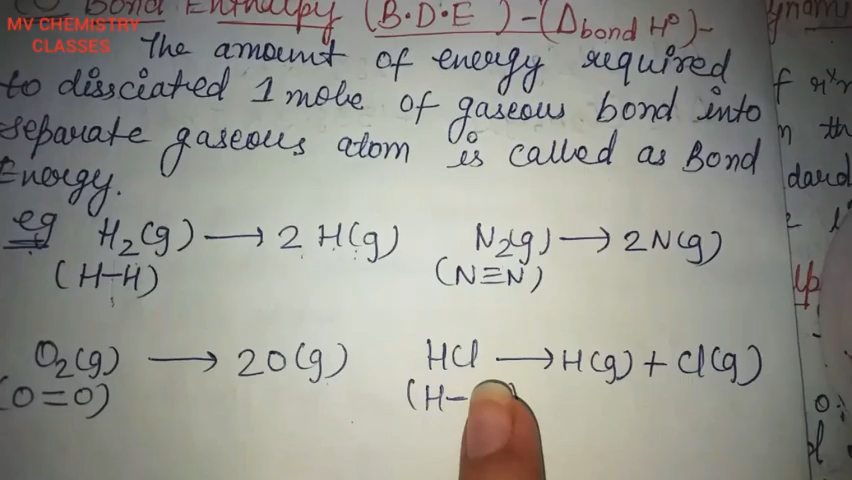 MV CHEMISTRY
CLASSES
Bond Enthalpy (B.D.E) - (Δbond H°) -
The amount of energy required
to dissciated 1 mole of gaseous bond into
separate gaseous atom is called as Bond
Energy.
eg H2(g) → 2 H(g) N2(g) → 2N(g)
(H-H) (N≡N)
O2(g) → 2O(g) HCl → H(g) + Cl(g)
(O=O) (H-